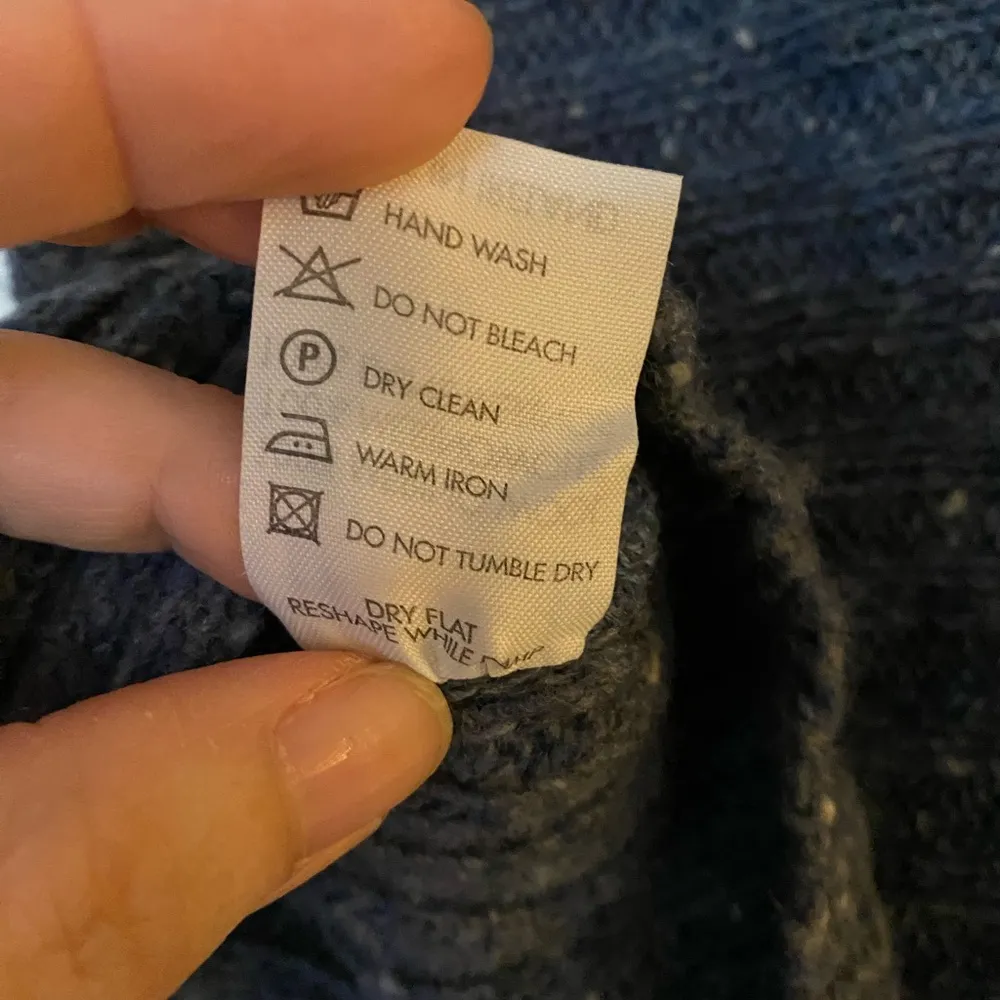 HAND WASH
DO NOT BLEACH
P
DRY CLEAN
WARM IRON
DO NOT TUMBLE DRY
DRY FLAT
RESHAPE WHILE